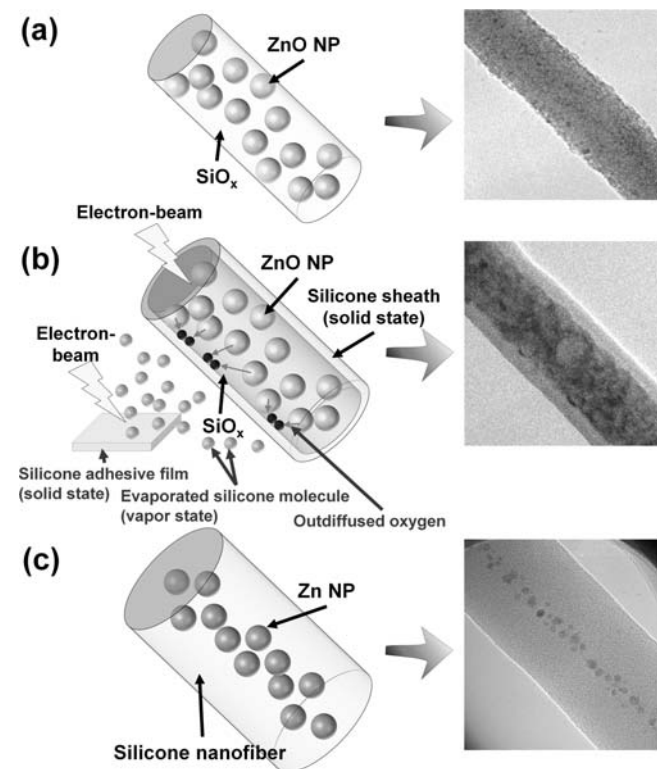 (a)
ZnO NP
SiOx
Electron-beam
(b)
ZnO NP
Silicone sheath
(solid state)
Electron-
beam
SiOx
Silicone adhesive film
(solid state)
Evaporated silicone molecule
(vapor state)
Outdiffused oxygen
(c)
Zn NP
Silicone nanofiber